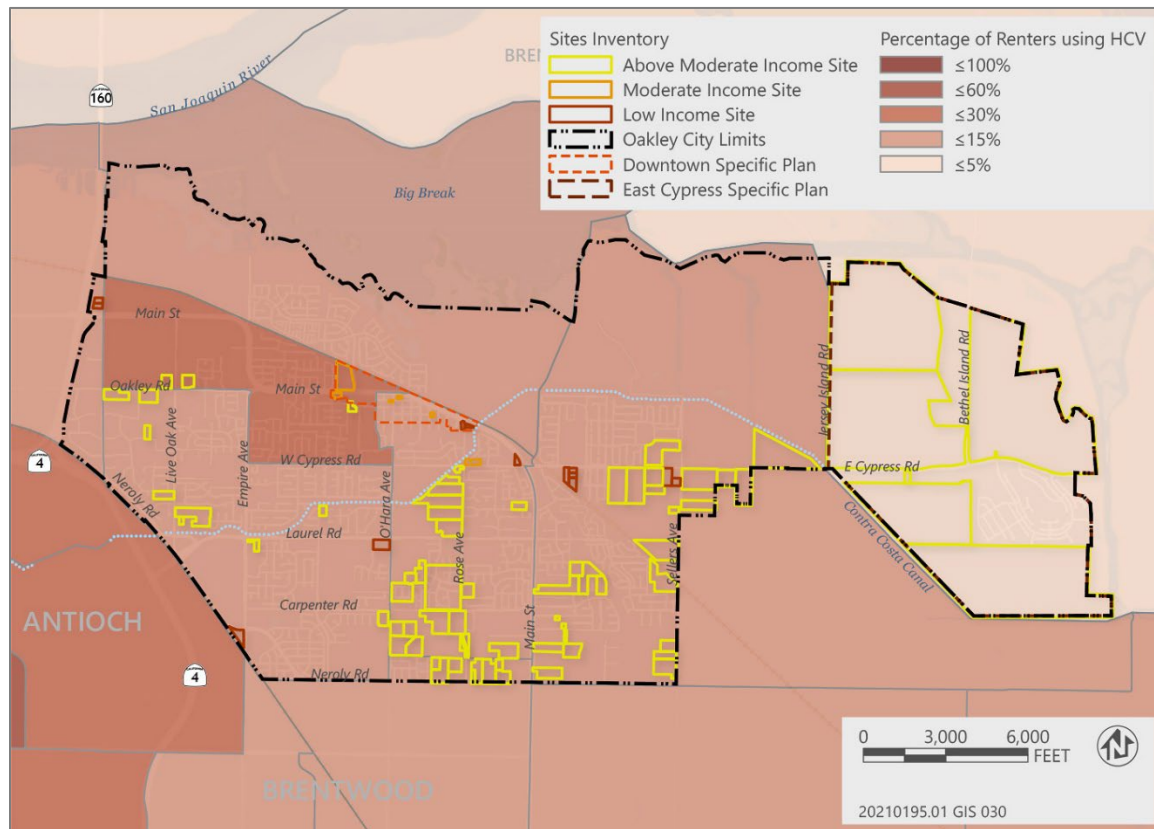 Sites Inventory
Above Moderate Income Site
Moderate Income Site
Low Income Site
Oakley City Limits
Downtown Specific Plan
East Cypress Specific Plan
Percentage of Renters using HCV
≤100%
≤60%
≤30%
≤15%
≤5%
BREN
160
San Joaquin River
Big Break
Main St
Oakley Rd
Main St
Jersey Island Rd
Bethel Island Rd
Live Oak Ave
Empire Ave
W Cypress Rd
O'Hara Ave
E Cypress Rd
4
Neroly Rd
Laurel Rd
Rose Ave
Sellers Ave
Contra Costa Canal
ANTIOCH
Carpenter Rd
Main St
4
Neroly Rd
BRENTWOOD
0 3,000 6,000
FEET
N
20210195.01 GIS 030